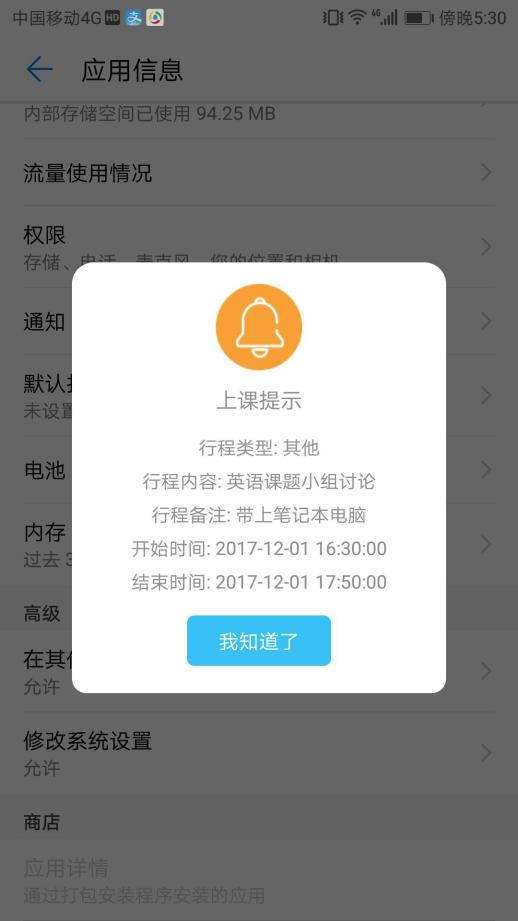 中国移动4G HD 支
4G 傍晚5:30
应用信息
内部存储空间已使用 94.25 MB
流量使用情况
权限
存储、电话、麦克风、您的位置和相机
通知
默认
未设置
电池
内存
过去 3
上课提示
行程类型: 其他
行程内容: 英语课题小组讨论
行程备注: 带上笔记本电脑
开始时间: 2017-12-01 16:30:00
结束时间: 2017-12-01 17:50:00
我知道了
高级
在其
允许
修改系统设置
允许
商店
应用详情
通过打包安装程序安装的应用